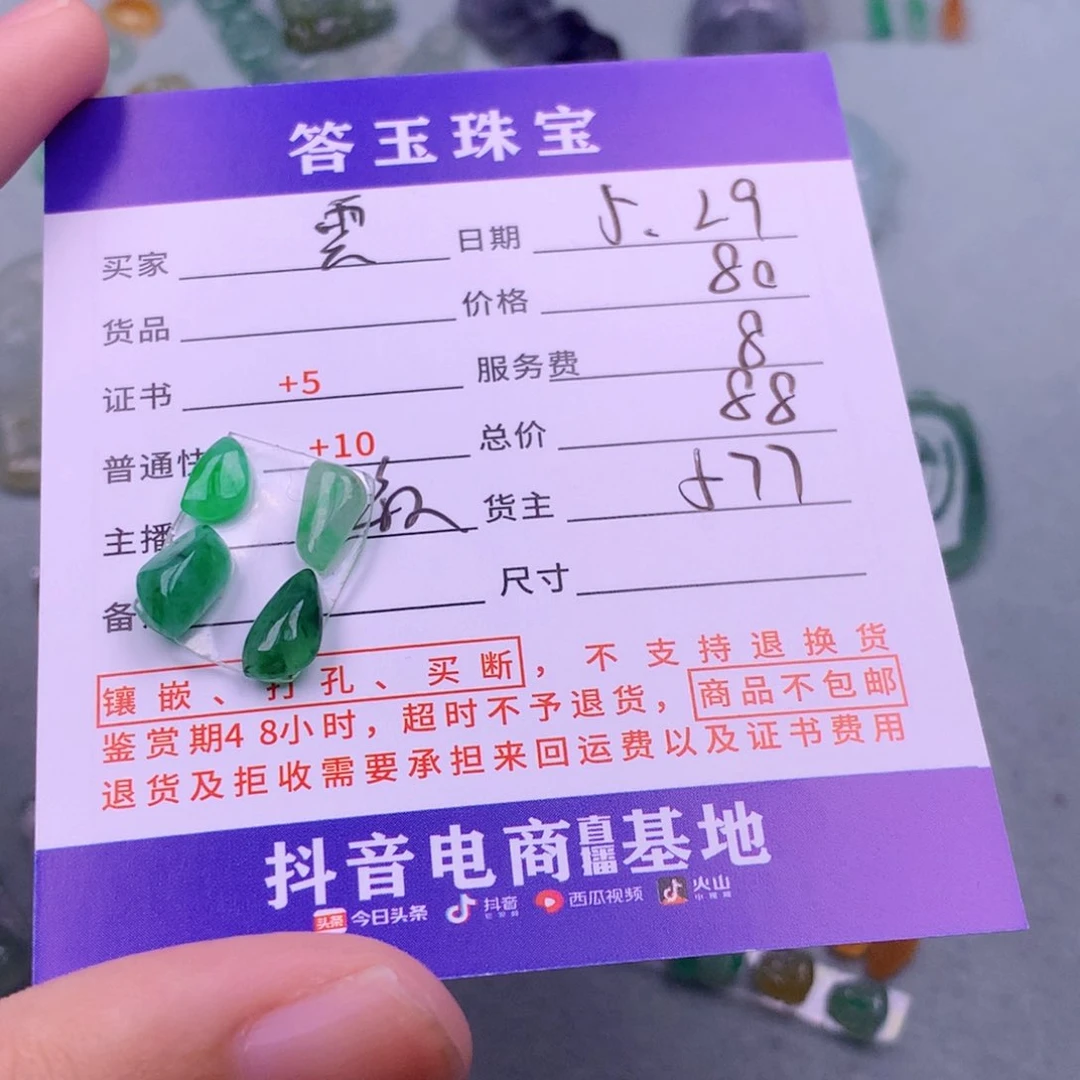 答玉珠宝
买家 雲 日期 5.29
货品 价格 80
证书 +5 服务费 8
普通 +10 总价 88
主播 货主 577
备 尺寸
镶嵌、打孔、买断，不支持退换货
鉴赏期48小时，超时不予退货，商品不包邮
退货及拒收需要承担来回运费以及证书费用
抖音电商直播基地
头条 今日头条 抖音 西瓜视频 火山